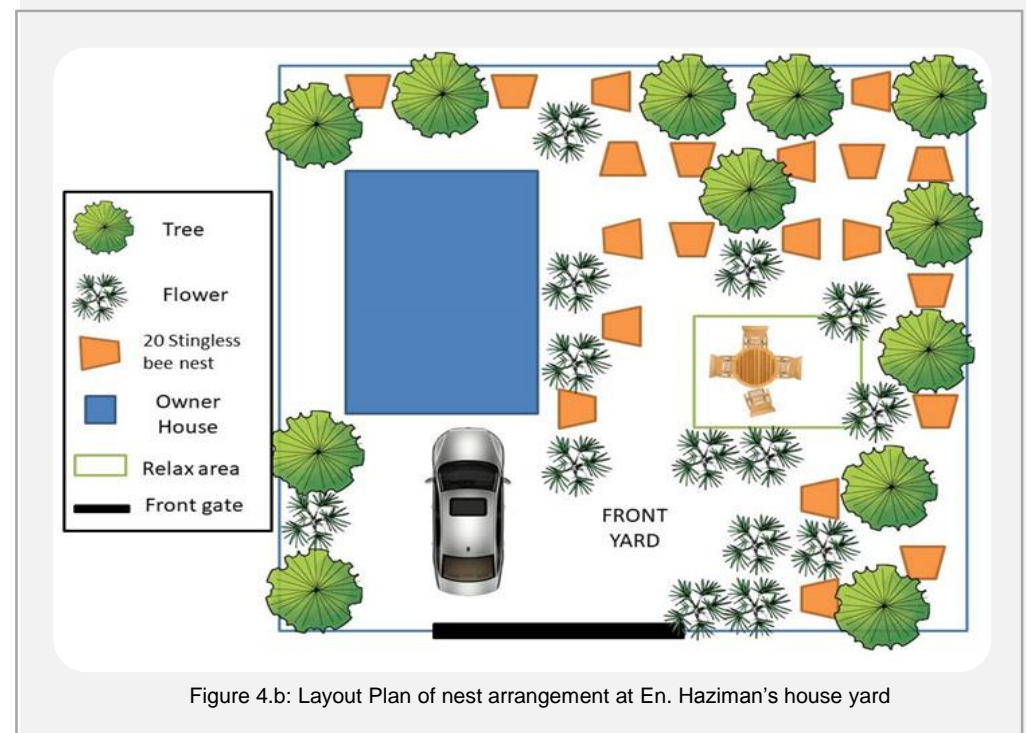 Tree
Flower
20 Stingless
bee nest
Owner
House
Relax area
Front gate
FRONT
YARD
Figure 4.b: Layout Plan of nest arrangement at En. Haziman's house yard